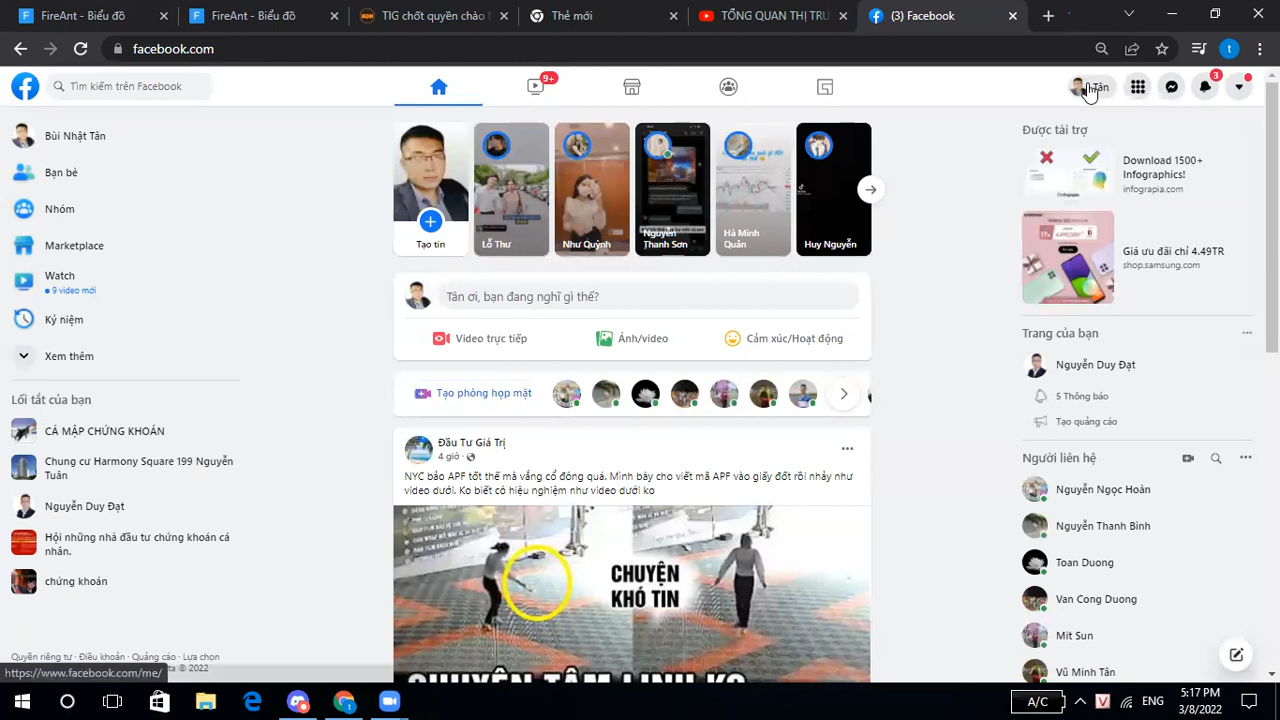 FireAnt - Biểu đồ
FireAnt - Biểu đồ
TIG chốt quyền chào
Thẻ mới
TỔNG QUAN THỊ TRƯ
(3) Facebook
facebook.com
t
Tìm kiếm trên Facebook
9+
Tân
3
Bùi Nhật Tân
Bạn bè
Nhóm
Marketplace
Watch
9 video mới
Kỷ niệm
Xem thêm
Lối tắt của bạn
CÁ MẬP CHỨNG KHOÁN
Chung cư Harmony Square 199 Nguyễn
Tuân
Nguyễn Duy Đạt
Hội những nhà đầu tư chứng khoán cá
nhân.
chứng khoán
Quyền riêng tư · Điều khoản · Quảng cáo · Lựa chọn
ta © 2022
https://www.facebook.com/me/
Tạo tin
Lỗ Thư
Như Quỳnh
Nguyễn
Thanh Sơn
Hà Minh
Quân
Huy Nguyễn
Tân ơi, bạn đang nghĩ gì thế?
Video trực tiếp
Ảnh/video
Cảm xúc/Hoạt động
Tạo phòng họp mặt
Đầu Tư Giá Trị
4 giờ
NYC bảo APF tốt thế mà vắng cổ đông quá. Mình bày cho viết mã APF vào giấy đốt rồi nhảy như
video dưới. Ko biết có hiệu nghiệm như video dưới ko
CHUYỆN
KHÓ TIN
CHUYỆN TÂM LINH KO
Được tài trợ
Download 1500+
Infographics!
infograpia.com
Giá ưu đãi chỉ 4.49TR
shop.samsung.com
Trang của bạn
Nguyễn Duy Đạt
5 Thông báo
Tạo quảng cáo
Người liên hệ
Nguyễn Ngọc Hoản
Nguyễn Thanh Bình
Toan Duong
Van Cong Duong
Mit Sun
Vũ Minh Tân
A/C
ENG
5:17 PM
3/8/2022